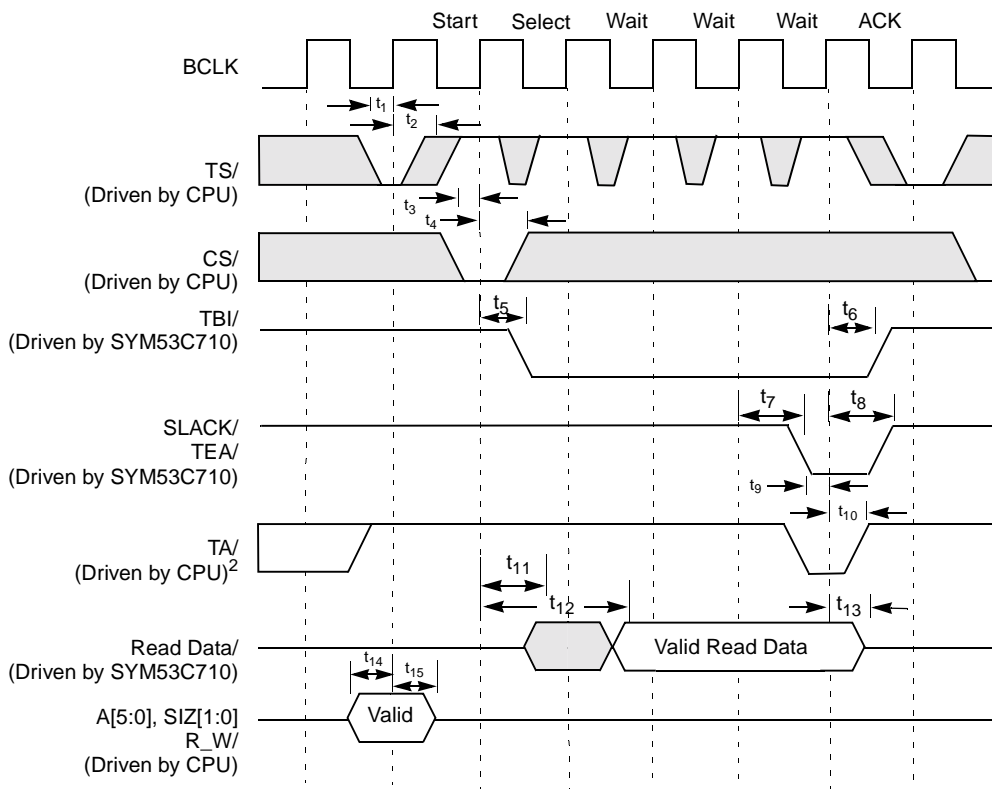 Start Select Wait Wait Wait ACK
BCLK
t1
t2
TS/
(Driven by CPU)
t3
t4
CS/
(Driven by CPU)
t5
t6
TBI/
(Driven by SYM53C710)
t7
t8
SLACK/
TEA/
(Driven by SYM53C710)
t9
t10
TA/
(Driven by CPU)2
t11
t12
t13
Read Data/
(Driven by SYM53C710)
Valid Read Data
t14
t15
A[5:0], SIZ[1:0]
R_W/
(Driven by CPU)
Valid